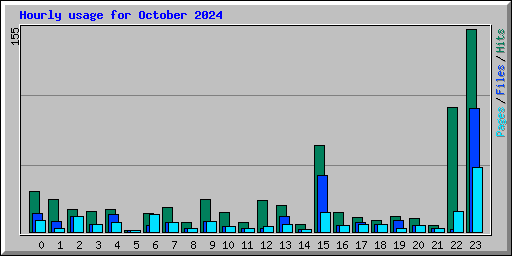 Hourly usage for October 2024
155
Pages/Files/Hits
0 1 2 3 4 5 6 7 8 9 10 11 12 13 14 15 16 17 18 19 20 21 22 23